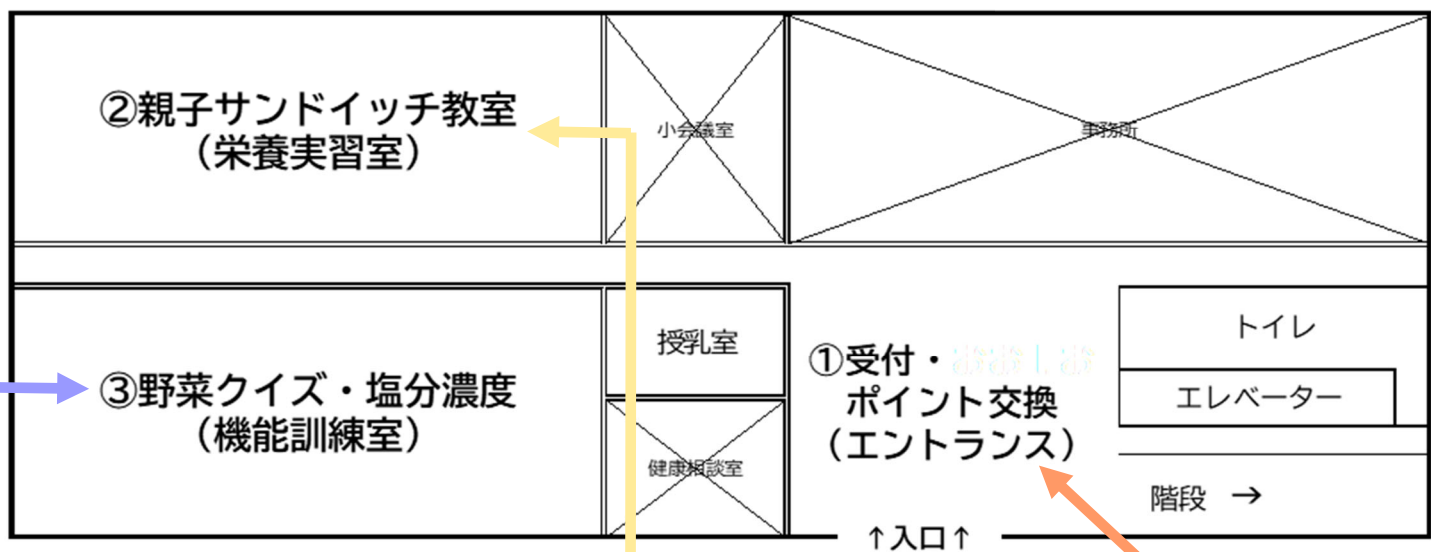 ②親子サンドイッチ教室
（栄養実習室）
小会議室
事務所
③野菜クイズ・塩分濃度
（機能訓練室）
授乳室
健康相談室
①受付・
ポイント交換
（エントランス）
トイレ
エレベーター
階段 →
↑入口↑